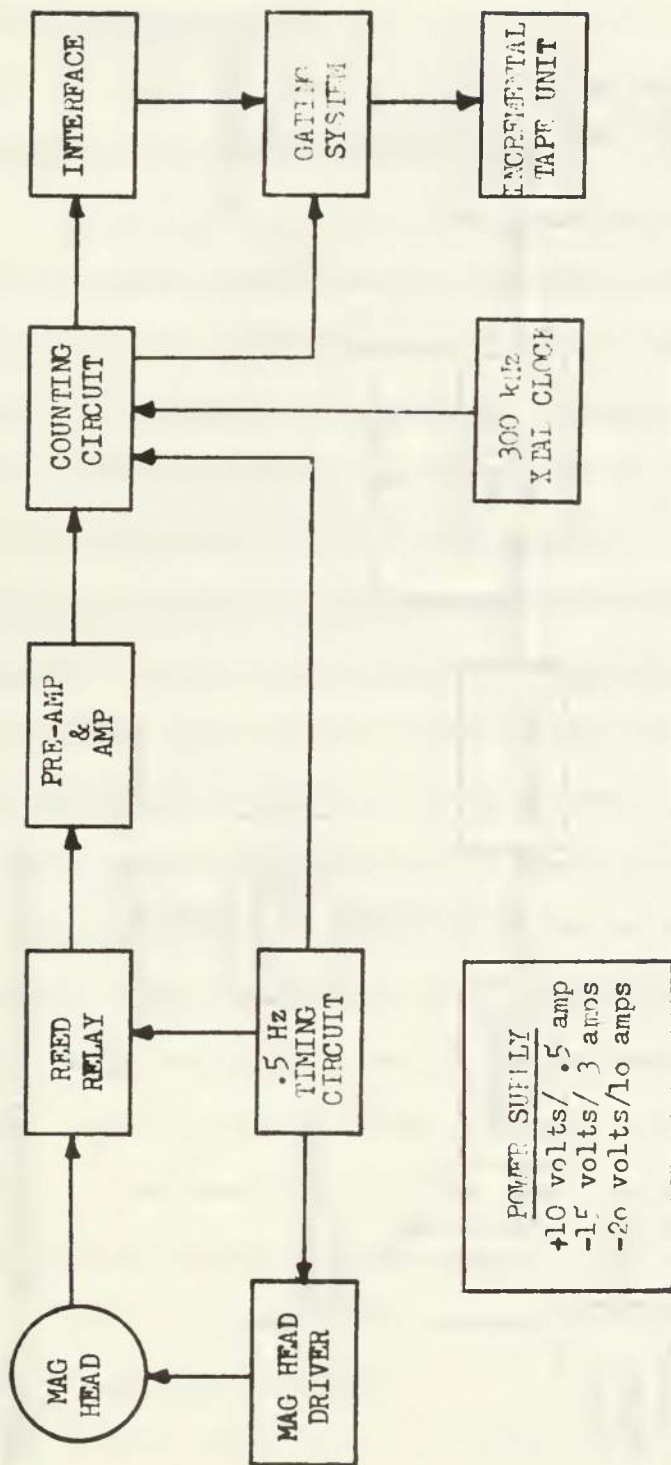 MAG
HEAD
REED
RELAY
PRE-AMP
&
AMP
COUNTING
CIRCUIT
INTERFACE
MAG HEAD
DRIVER
.5 Hz
TIMING
CIRCUIT
GATING
SYSTEM
300 kHz
XTAL CLOCK
INCREMENTAL
TAPE UNIT
POWER SUPPLY
+10 volts/ .5 amp
-15 volts/ 3 amps
-20 volts/10 amps